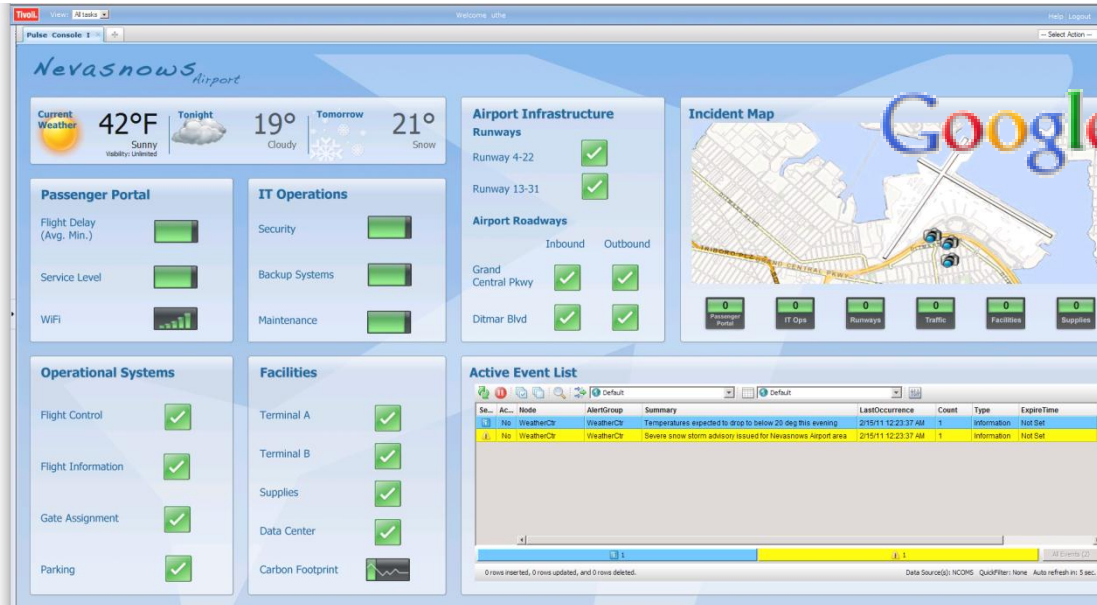 Tivoli. View: All tasks Welcome uthe Help Logout
Pulse Console I -- Select Action --
Nevasnows Airport
Current Weather 42°F Sunny Visibility: Unlimited
Tonight 19° Cloudy
Tomorrow 21° Snow
Passenger Portal
Flight Delay
(Avg. Min.)
Service Level
WiFi
IT Operations
Security
Backup Systems
Maintenance
Airport Infrastructure
Runways
Runway 4-22
Runway 13-31
Airport Roadways
Inbound Outbound
Grand
Central Pkwy
Ditmar Blvd
Incident Map
Google
GRAND CENTRAL PKWY
0 0 0 0 0 0
Passenger Portal IT Ops Runways Traffic Facilities Supplies
Operational Systems
Flight Control
Flight Information
Gate Assignment
Parking
Facilities
Terminal A
Terminal B
Supplies
Data Center
Carbon Footprint
Active Event List
Default Default
Se... Ac... Node AlertGroup Summary LastOccurrence Count Type ExpireTime
No WeatherCtr WeatherCtr Temperatures expected to drop to below 20 deg this evening 2/15/11 12:23:37 AM 1 Information Not Set
No WeatherCtr WeatherCtr Severe snow storm advisory issued for Nevasnows Airport area 2/15/11 12:23:37 AM 1 Information Not Set
1 1 All Events (2)
0 rows inserted, 0 rows updated, and 0 rows deleted. Data Source(s): NCOMS QuickFilter: None Auto refresh in: 5 sec.